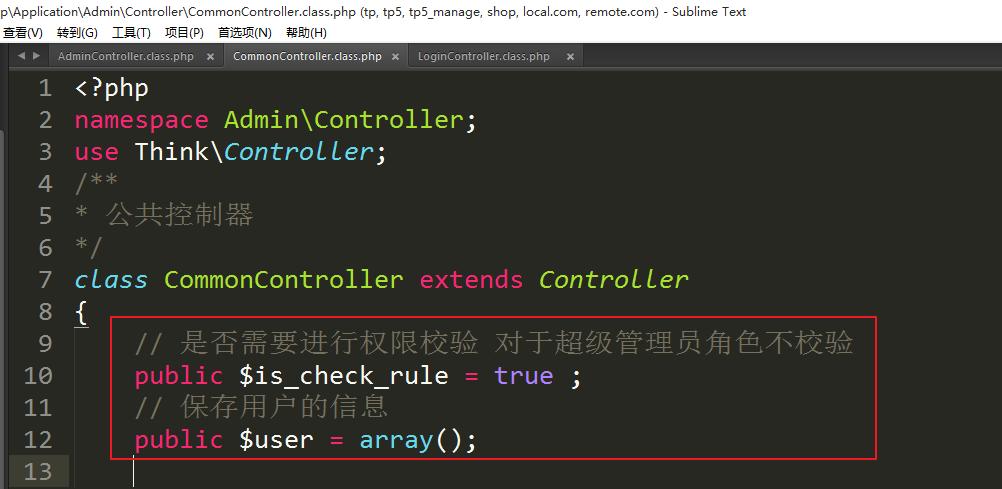 p\Application\Admin\Controller\CommonController.class.php (tp, tp5, tp5_manage, shop, local.com, remote.com) - Sublime Text
查看(V) 转到(G) 工具(T) 项目(P) 首选项(N) 帮助(H)
AdminController.class.php × CommonController.class.php × LoginController.class.php ×
1 <?php
2 namespace Admin\Controller;
3 use Think\Controller;
4 /**
5 * 公共控制器
6 */
7 class CommonController extends Controller
8 {
9 // 是否需要进行权限校验 对于超级管理员角色不校验
10 public $is_check_rule = true ;
11 // 保存用户的信息
12 public $user = array();
13